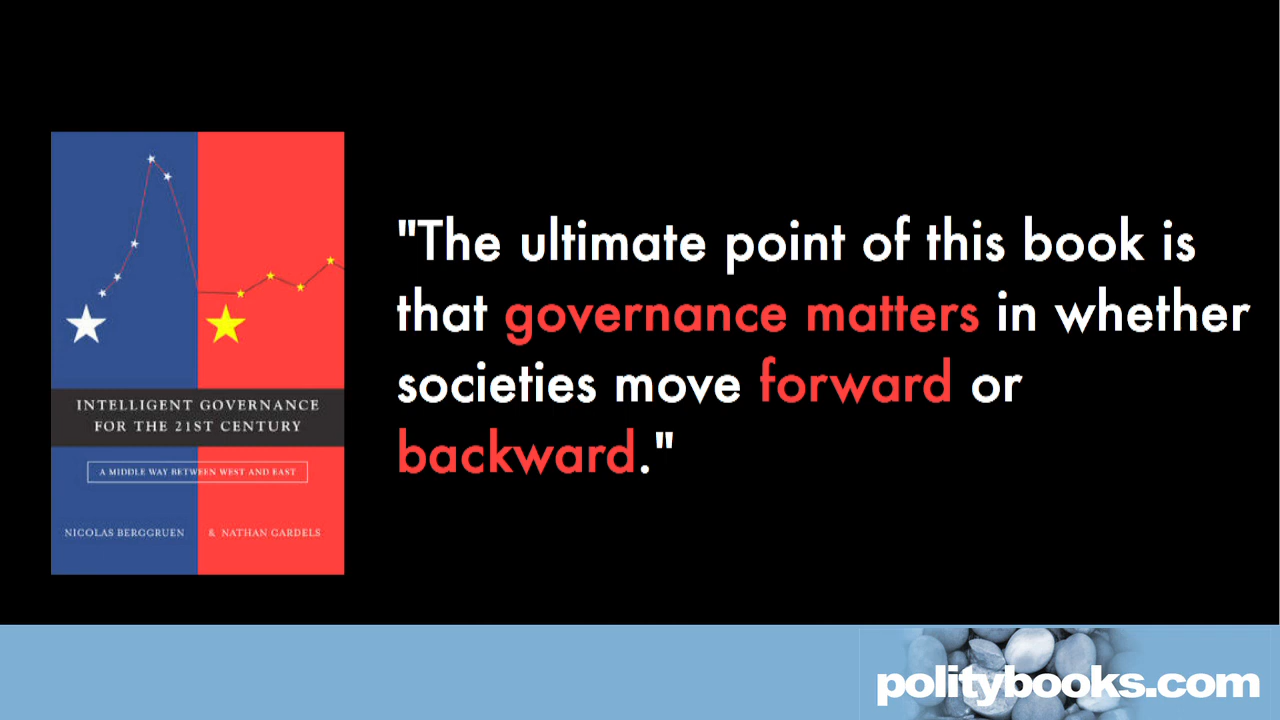 INTELLIGENT GOVERNANCE
FOR THE 21ST CENTURY
A MIDDLE WAY BETWEEN WEST AND EAST
NICOLAS BERGGRUEN & NATHAN GARDELS
"The ultimate point of this book is
that governance matters in whether
societies move forward or
backward."
politybooks.com